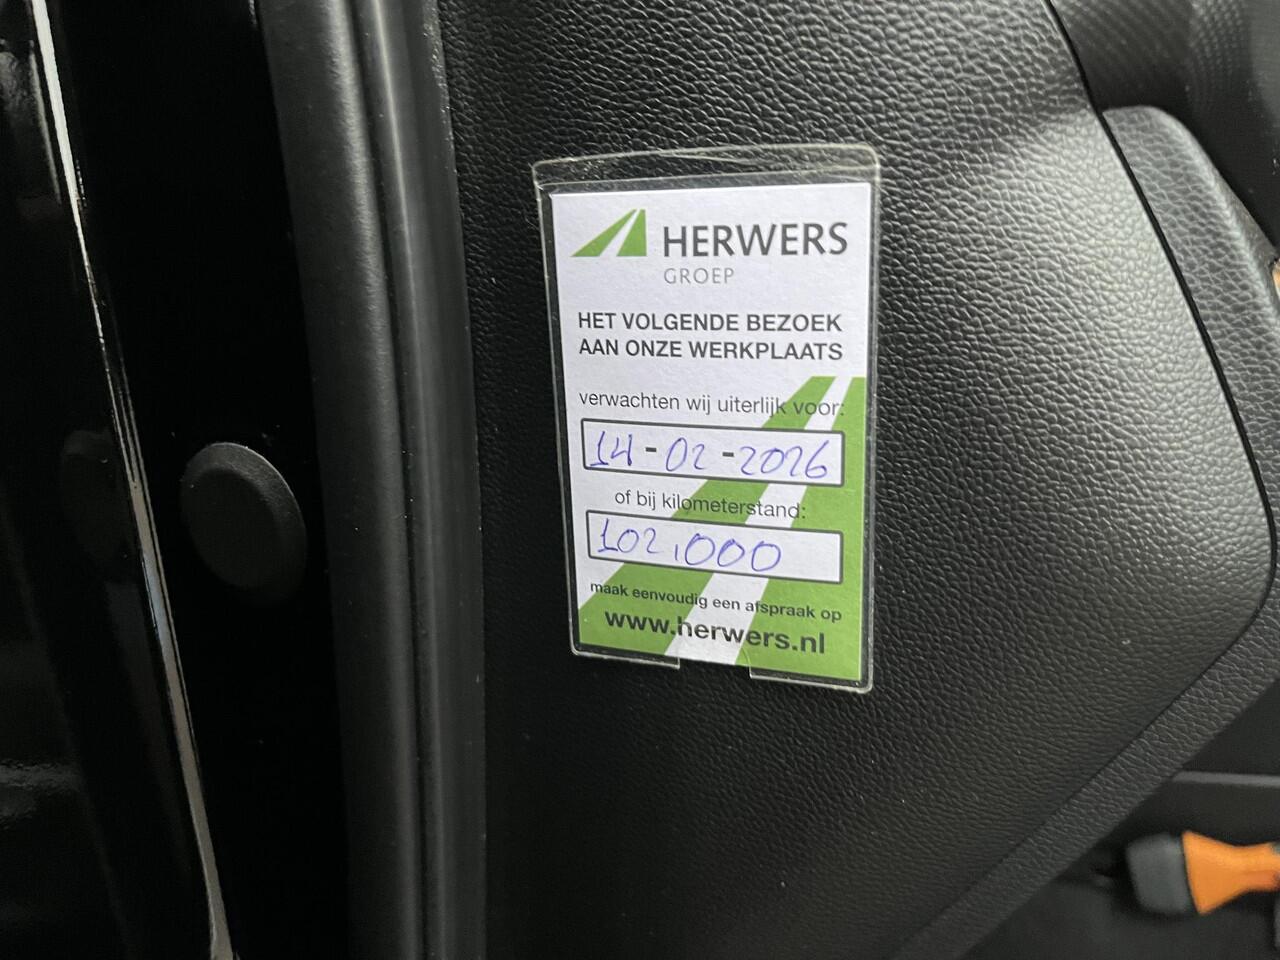 HERWERS
GROEP
HET VOLGENDE BEZOEK
AAN ONZE WERKPLAATS
verwachten wij uiterlijk voor:
14-02-2026
of bij kilometerstand:
102.000
maak eenvoudig een afspraak op
www.herwers.nl